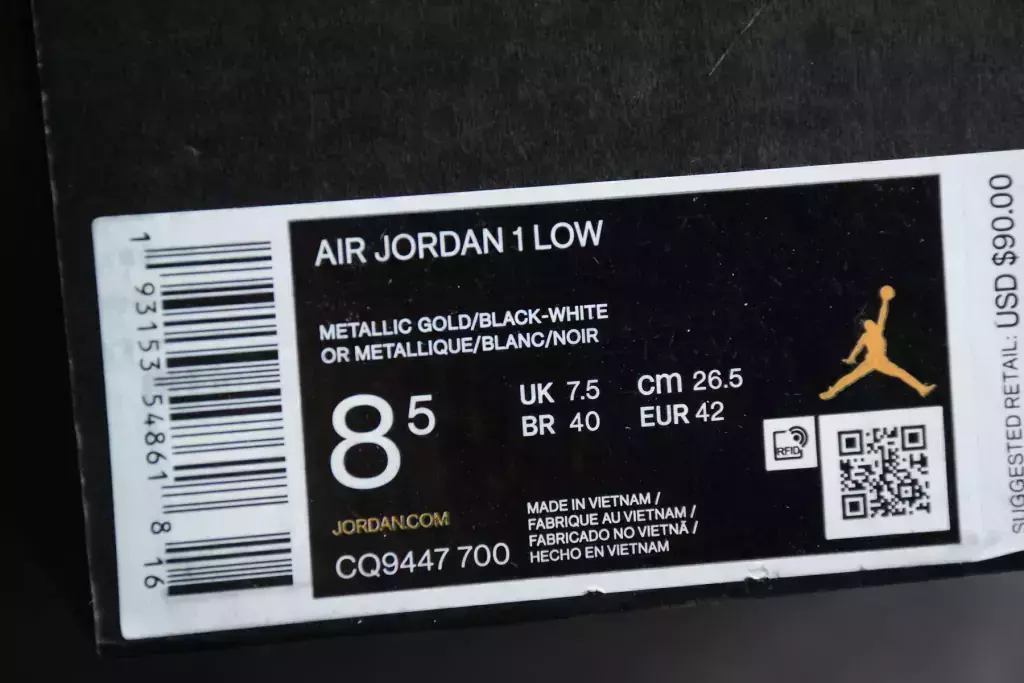 AIR JORDAN 1 LOW
METALLIC GOLD/BLACK-WHITE
OR METALLIQUE/BLANC/NOIR
8 5
UK 7.5 cm 26.5
BR 40 EUR 42
RFID
JORDAN.COM
CQ9447 700
MADE IN VIETNAM /
FABRIQUE AU VIETNAM /
FABRICADO NO VIETNÃ /
HECHO EN VIETNAM
1 93153 54861 8 16
SUGGESTED RETAIL: USD $90.00